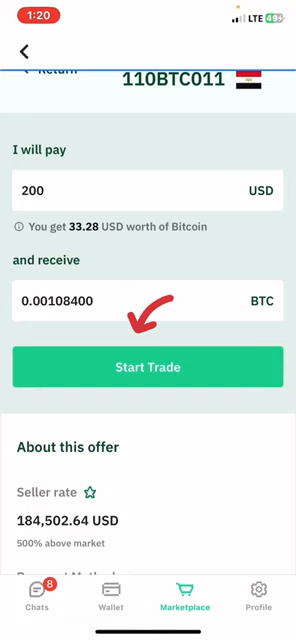 1:20
LTE 49
Return
110BTC011
I will pay
200 USD
You get 33.28 USD worth of Bitcoin
and receive
0.00108400 BTC
Start Trade
About this offer
Seller rate
184,502.64 USD
500% above market
8
Chats Wallet Marketplace Profile